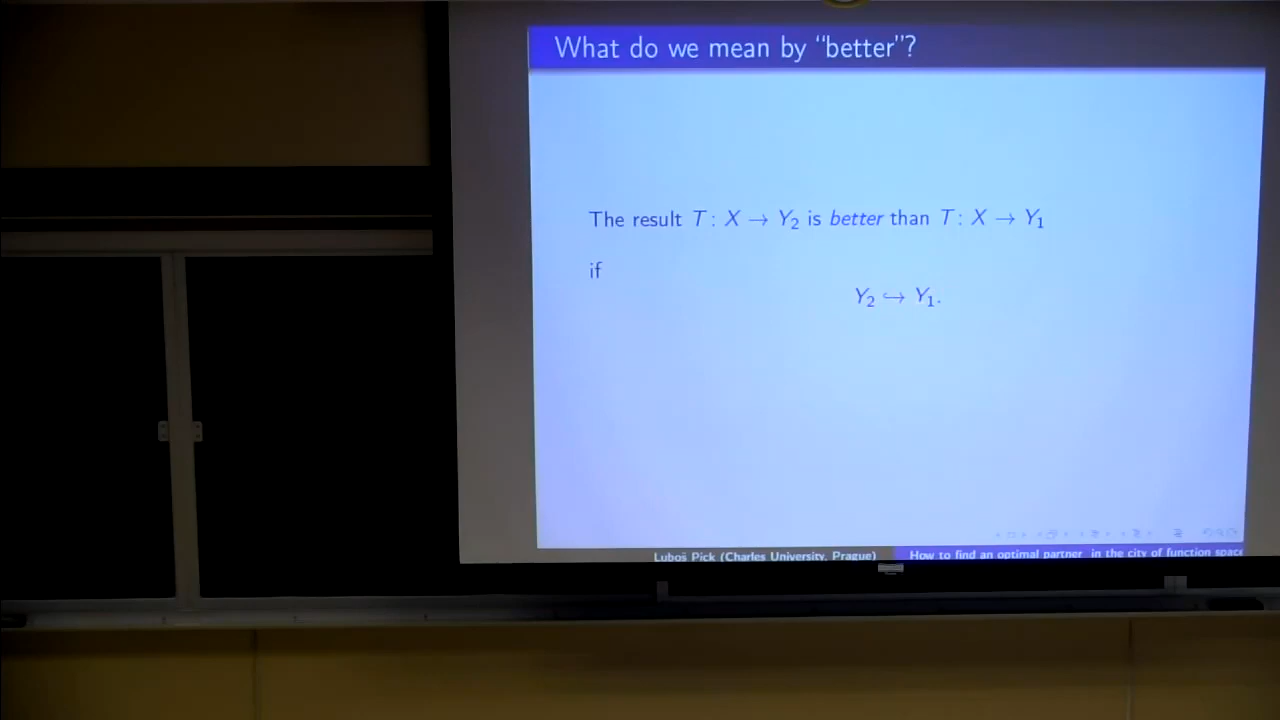 What do we mean by “better”?
The result T : X → Y₂ is better than T : X → Y₁
if
Y₂ ↪ Y₁.
Luboš Pick (Charles University, Prague) How to find an optimal partner in the city of function space